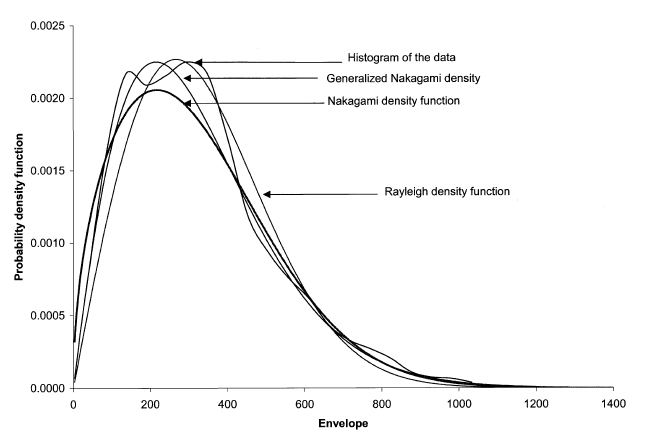 0.0025
Histogram of the data
Generalized Nakagami density
0.0020
Nakagami density function
Probability density function
0.0015
Rayleigh density function
0.0010
0.0005
0.0000
0 200 400 600 800 1000 1200 1400
Envelope